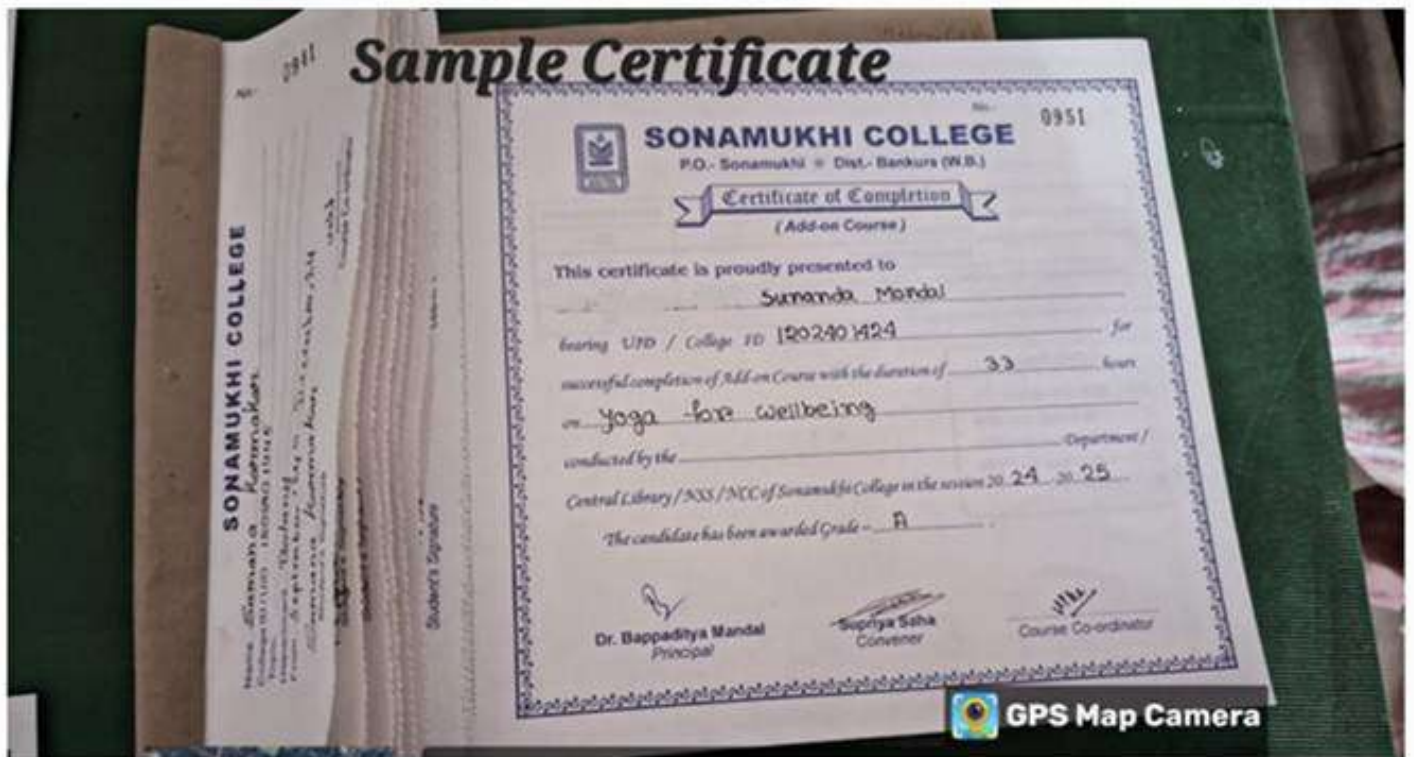 Sample Certificate
No.- 0951
SONAMUKHI COLLEGE
P.O.- Sonamukhi Dist.- Bankura (W.B.)
Certificate of Completion
(Add-on Course)
This certificate is proudly presented to
Sunanda Mondal
bearing UID / College ID 1202401424 for
successful completion of Add-on Course with the duration of 33 hours
on Yoga for wellbeing
conducted by the Department /
Central Library / NSS / NCC of Sonamukhi College in the session 20 24 20 25
The candidate has been awarded Grade – A
Dr. Bappaditya Mandal
Principal
Supriya Saha
Convener
Course Co-ordinator
No.-
SONAMUKHI COLLEGE
Name Karmakar
Student's Signature
GPS Map Camera